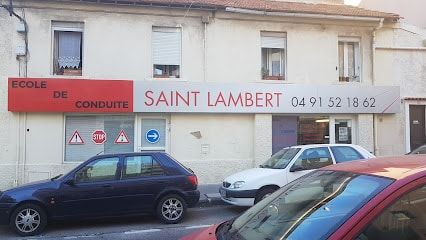 ECOLE
DE
CONDUITE
SAINT LAMBERT 04 91 52 18 62
STOP